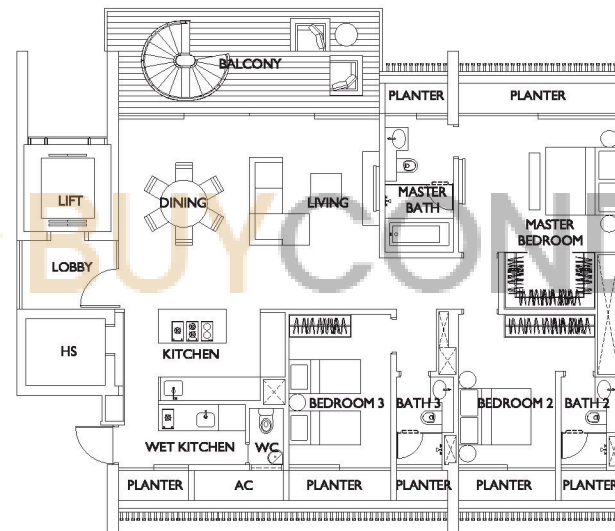 BALCONY
PLANTER
PLANTER
LIFT
DINING
LIVING
MASTER
BATH
MASTER
BEDROOM
BUYCOND
LOBBY
HS
KITCHEN
BEDROOM 3
BATH 3
BEDROOM 2
BATH 2
WET KITCHEN
WC
PLANTER
AC
PLANTER
PLANTER
PLANTER
PLANTER